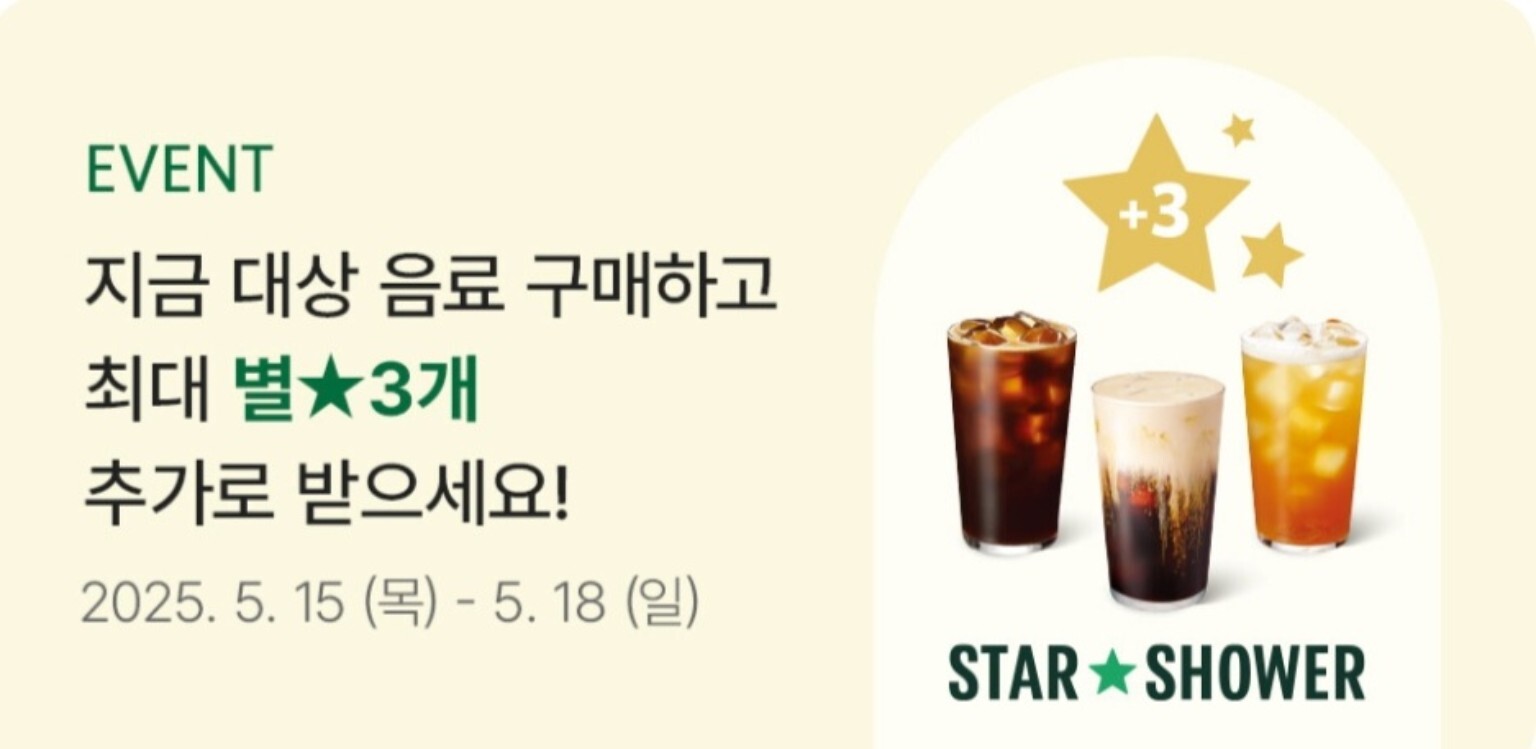 EVENT
지금 대상 음료 구매하고
최대 별★3개
추가로 받으세요!
2025. 5. 15 (목) - 5. 18 (일)
+3
STAR★SHOWER